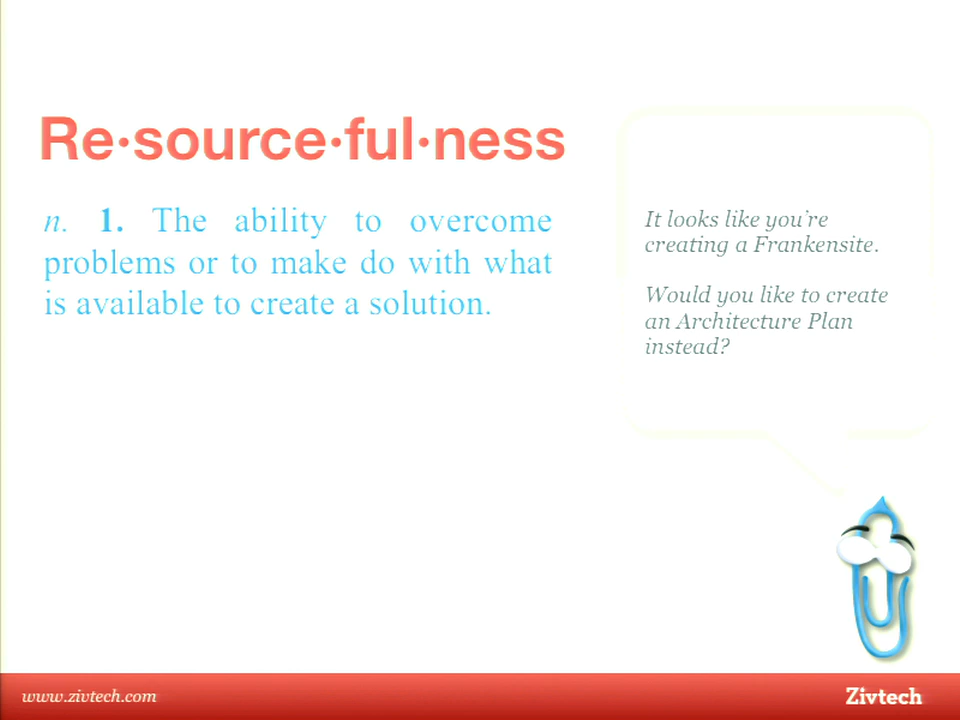 Re·source·ful·ness
n. 1. The ability to overcome
problems or to make do with what
is available to create a solution.
It looks like you're
creating a Frankensite.
Would you like to create
an Architecture Plan
instead?
www.zivtech.com
Zivtech